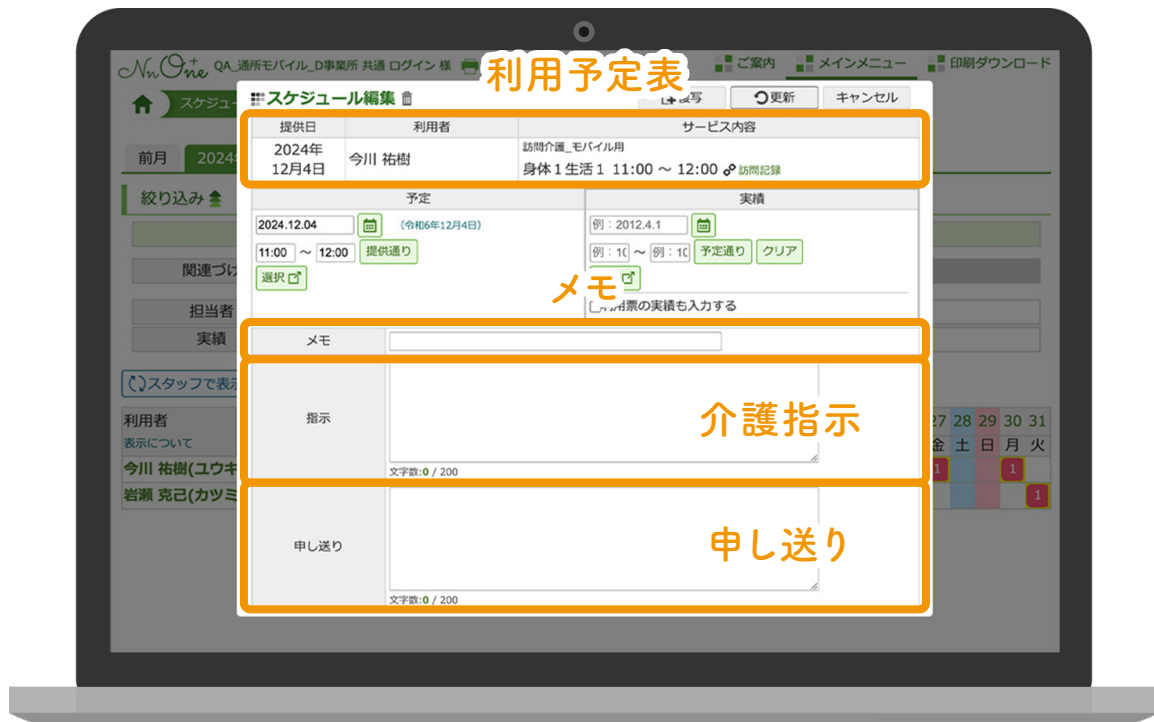 NnOne+ QA_通所モバイル_D事業所 共通 ログイン 様 ご案内 メインメニュー 印刷ダウンロード
利用予定表
スケジュ
スケジュール編集 複写 更新 キャンセル
前月 2024
絞り込み
提供日 利用者 サービス内容
2024年
12月4日
今川 祐樹
訪問介護_モバイル用
身体1生活1 11:00 ～ 12:00 訪問記録
予定 実績
2024.12.04 (令和6年12月4日) 例：2012.4.1
11:00 ～ 12:00 提供通り 例：1( ～ 例：1( 予定通り クリア
選択
メモ
用票の実績も入力する
関連づけ
担当者
実績
メモ
スタッフで表示
指示
介護指示
文字数:0 / 200
利用者
表示について
27 28 29 30 31
金 土 日 月 火
今川 祐樹(ユウキ 1 1
岩瀬 克己(カツミ 1
申し送り
申し送り
文字数:0 / 200